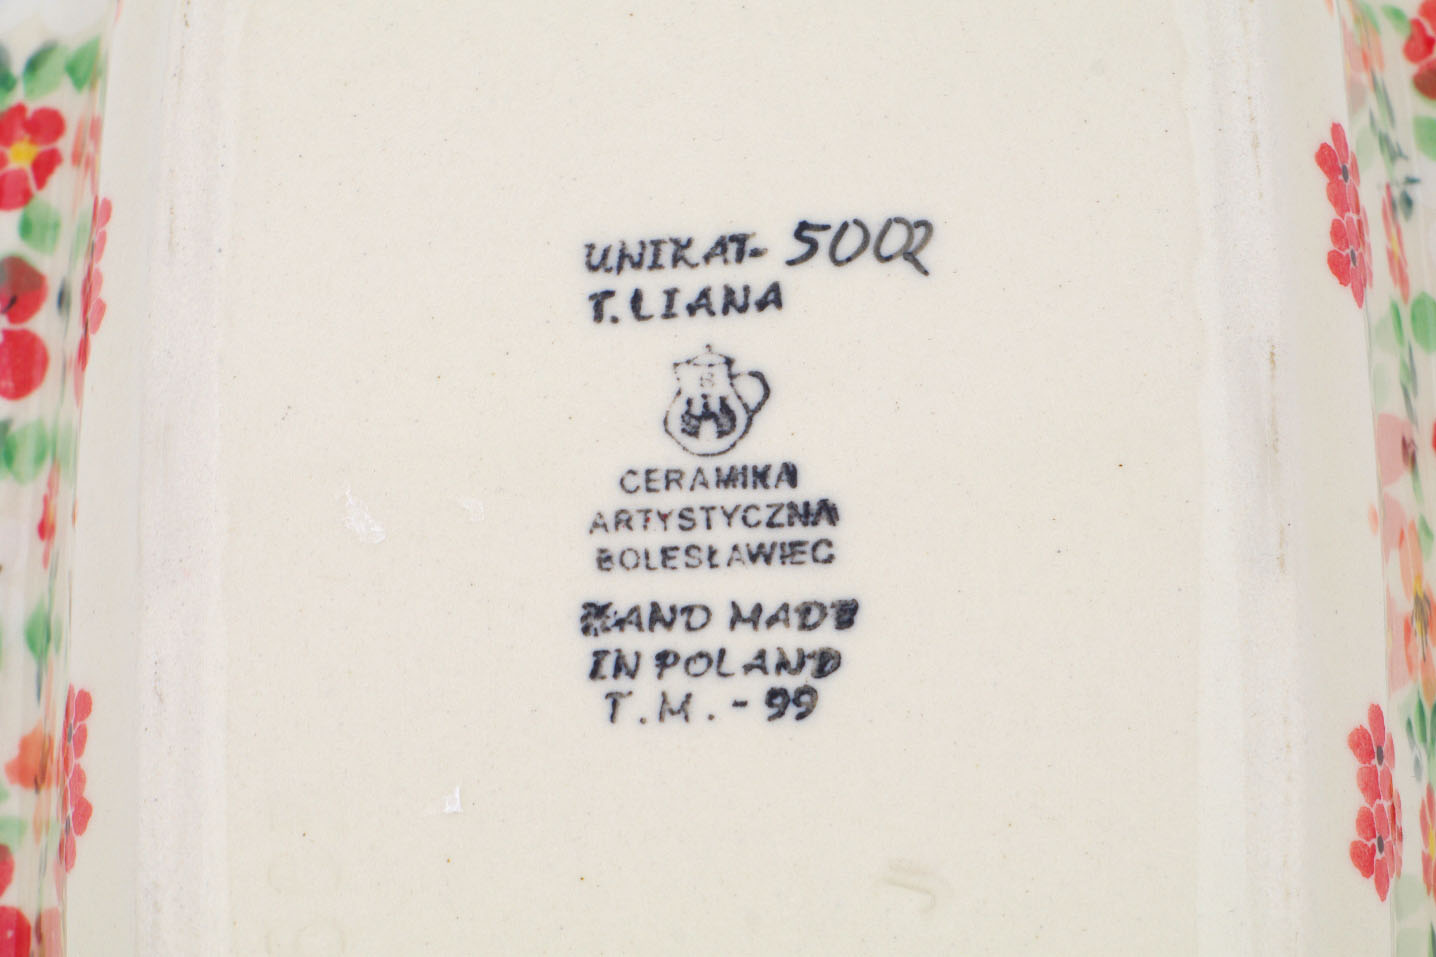 UNIKAT- 5002
T. LIANA
B
CERAMIKA
ARTYSTYCZNA
BOLESŁAWIEC
HAND MADE
IN POLAND
T.M.-99